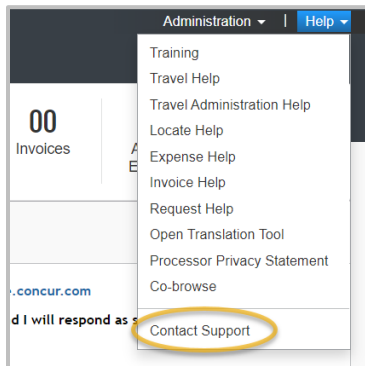 Administration | Help
Training
Travel Help
Travel Administration Help
Locate Help
Expense Help
Invoice Help
Request Help
Open Translation Tool
Processor Privacy Statement
Co-browse
Contact Support
00
Invoices
A
E
.concur.com
d I will respond as s